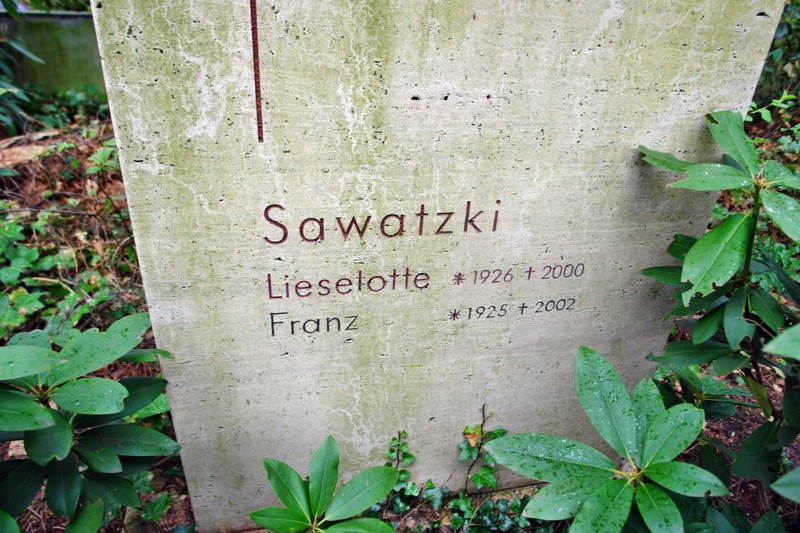 Sawatzki
Lieselotte * 1926 † 2000
Franz * 1925 † 2002